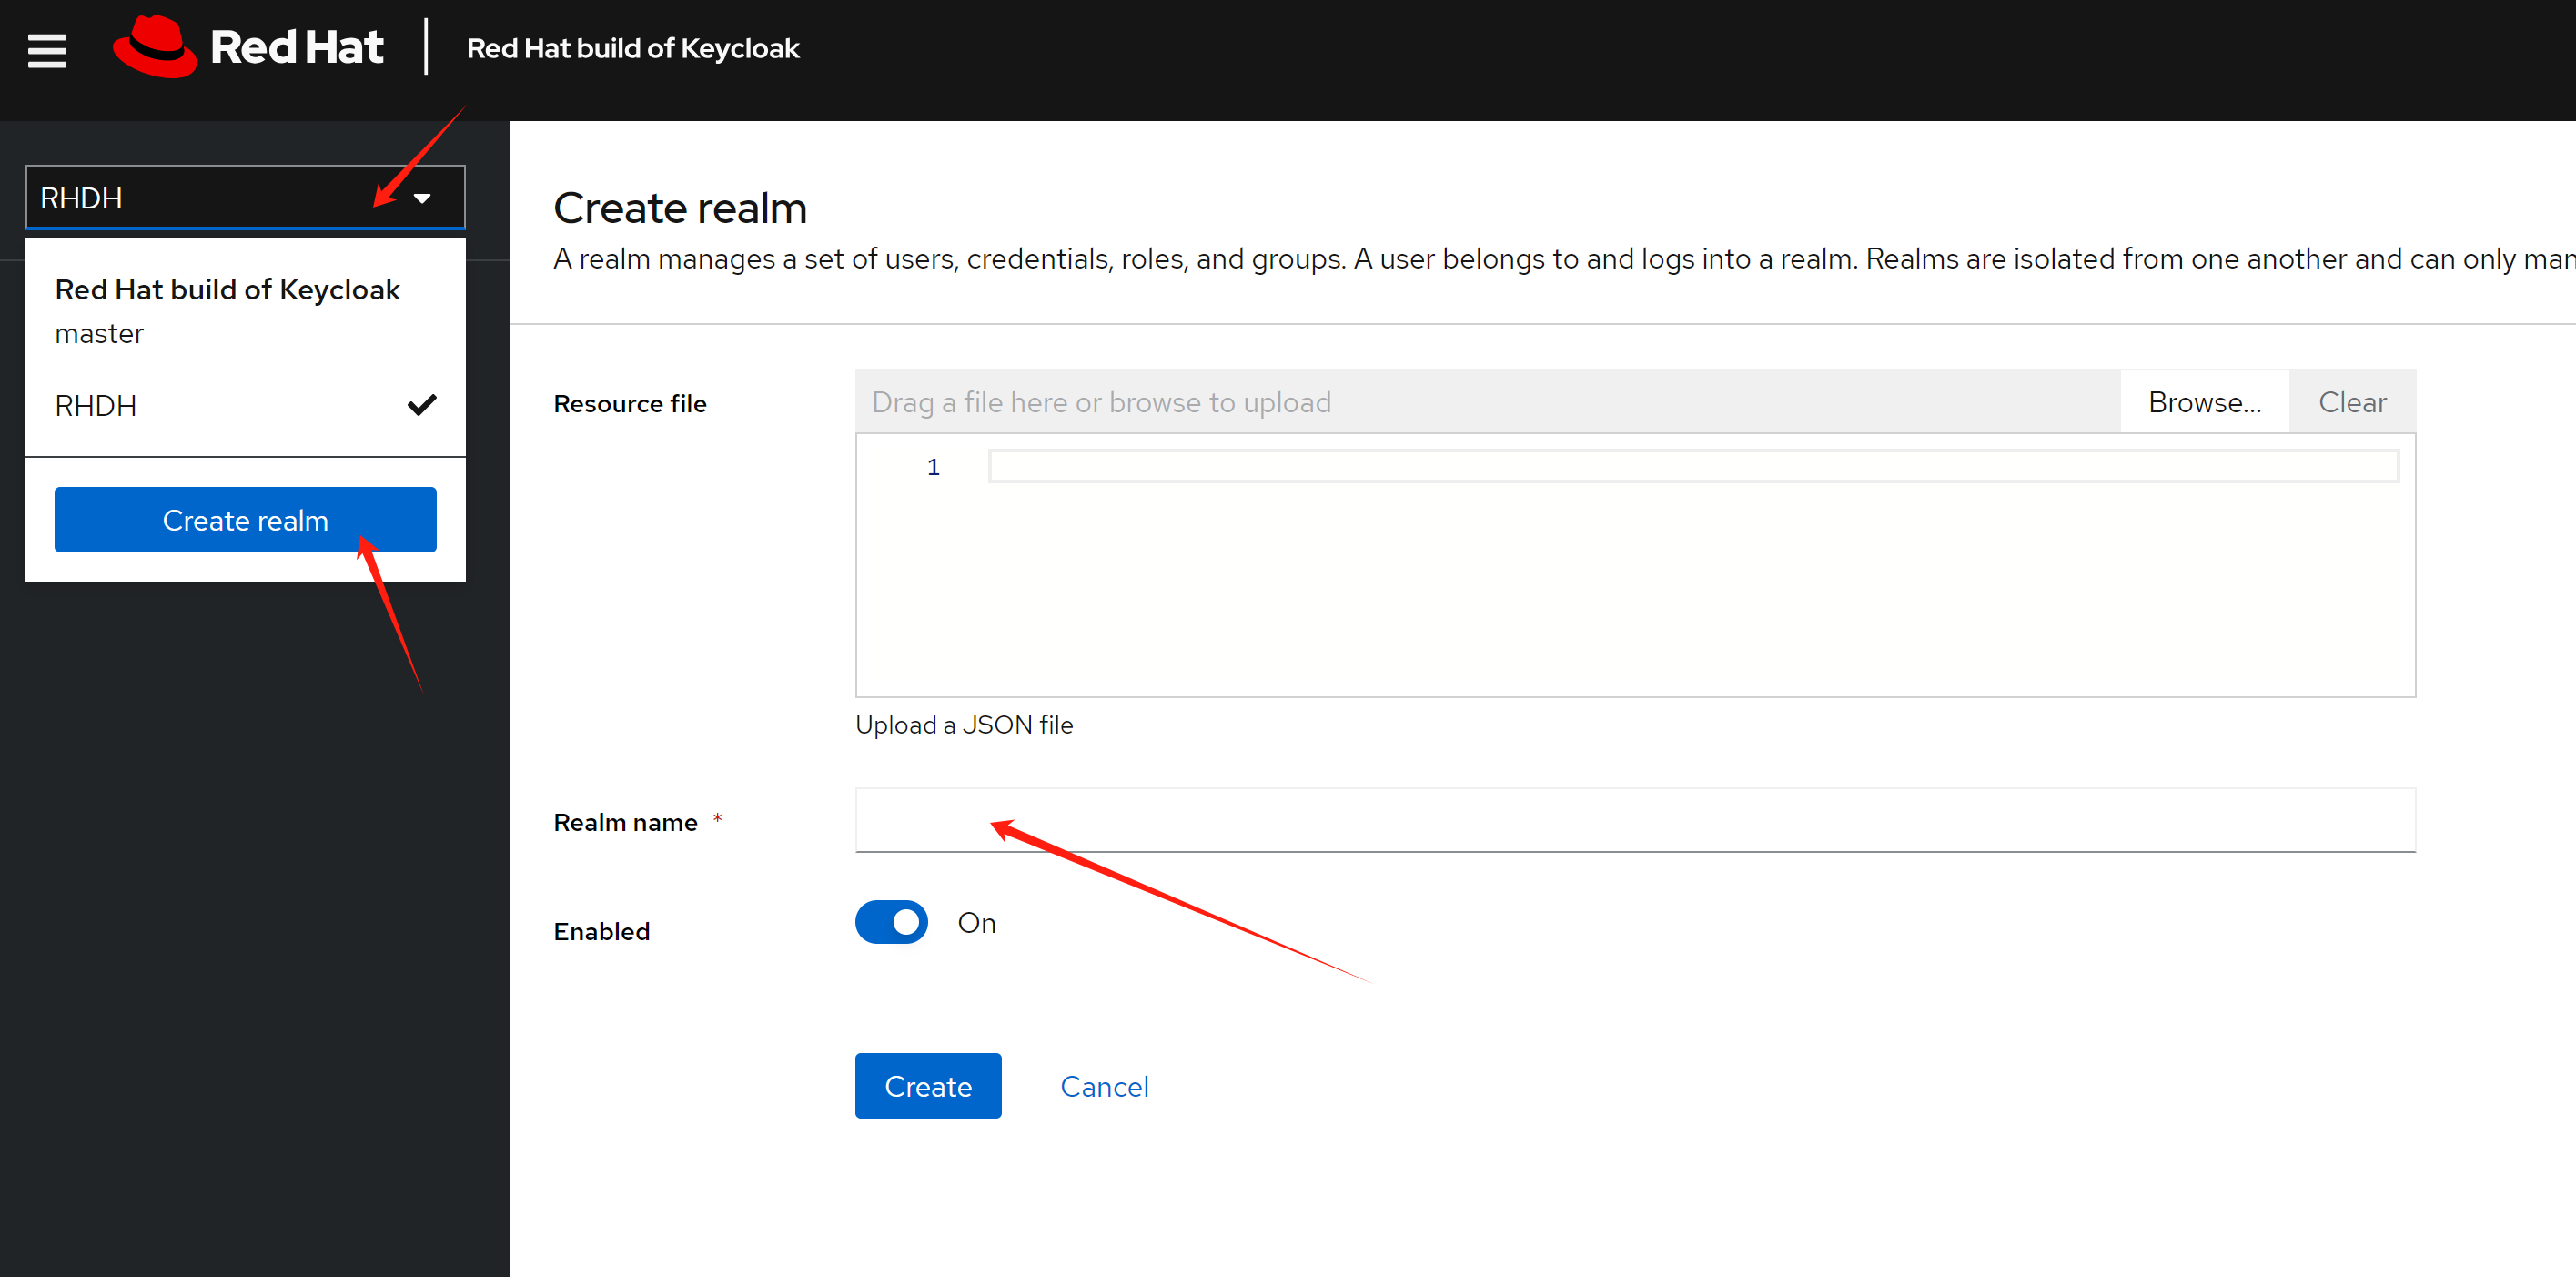 Red Hat
Red Hat build of Keycloak
RHDH
Red Hat build of Keycloak
master
RHDH
Create realm
Create realm
A realm manages a set of users, credentials, roles, and groups. A user belongs to and logs into a realm. Realms are isolated from one another and can only
Resource file
Drag a file here or browse to upload
Browse...
Clear
1
Upload a JSON file
Realm name *
Enabled
On
Create
Cancel